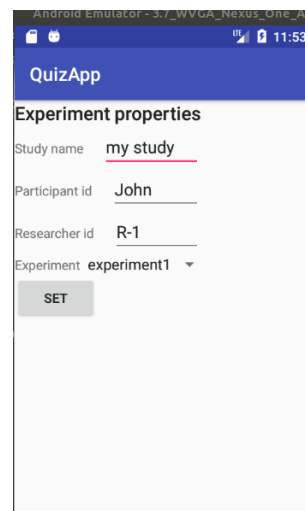 Android Emulator - 3.7_WVGA_Nexus_One_A
LTE 11:53
QuizApp
Experiment properties
Study name my study
Participant id John
Researcher id R-1
Experiment experiment1
SET